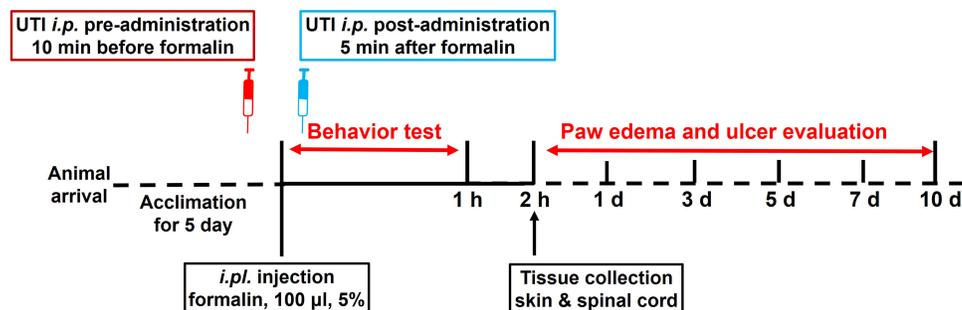 UTI i.p. pre-administration
10 min before formalin
UTI i.p. post-administration
5 min after formalin
Behavior test
Paw edema and ulcer evaluation
Animal
arrival
Acclimation
for 5 day
1 h
2 h
1 d
3 d
5 d
7 d
10 d
i.pl. injection
formalin, 100 µl, 5%
Tissue collection
skin & spinal cord